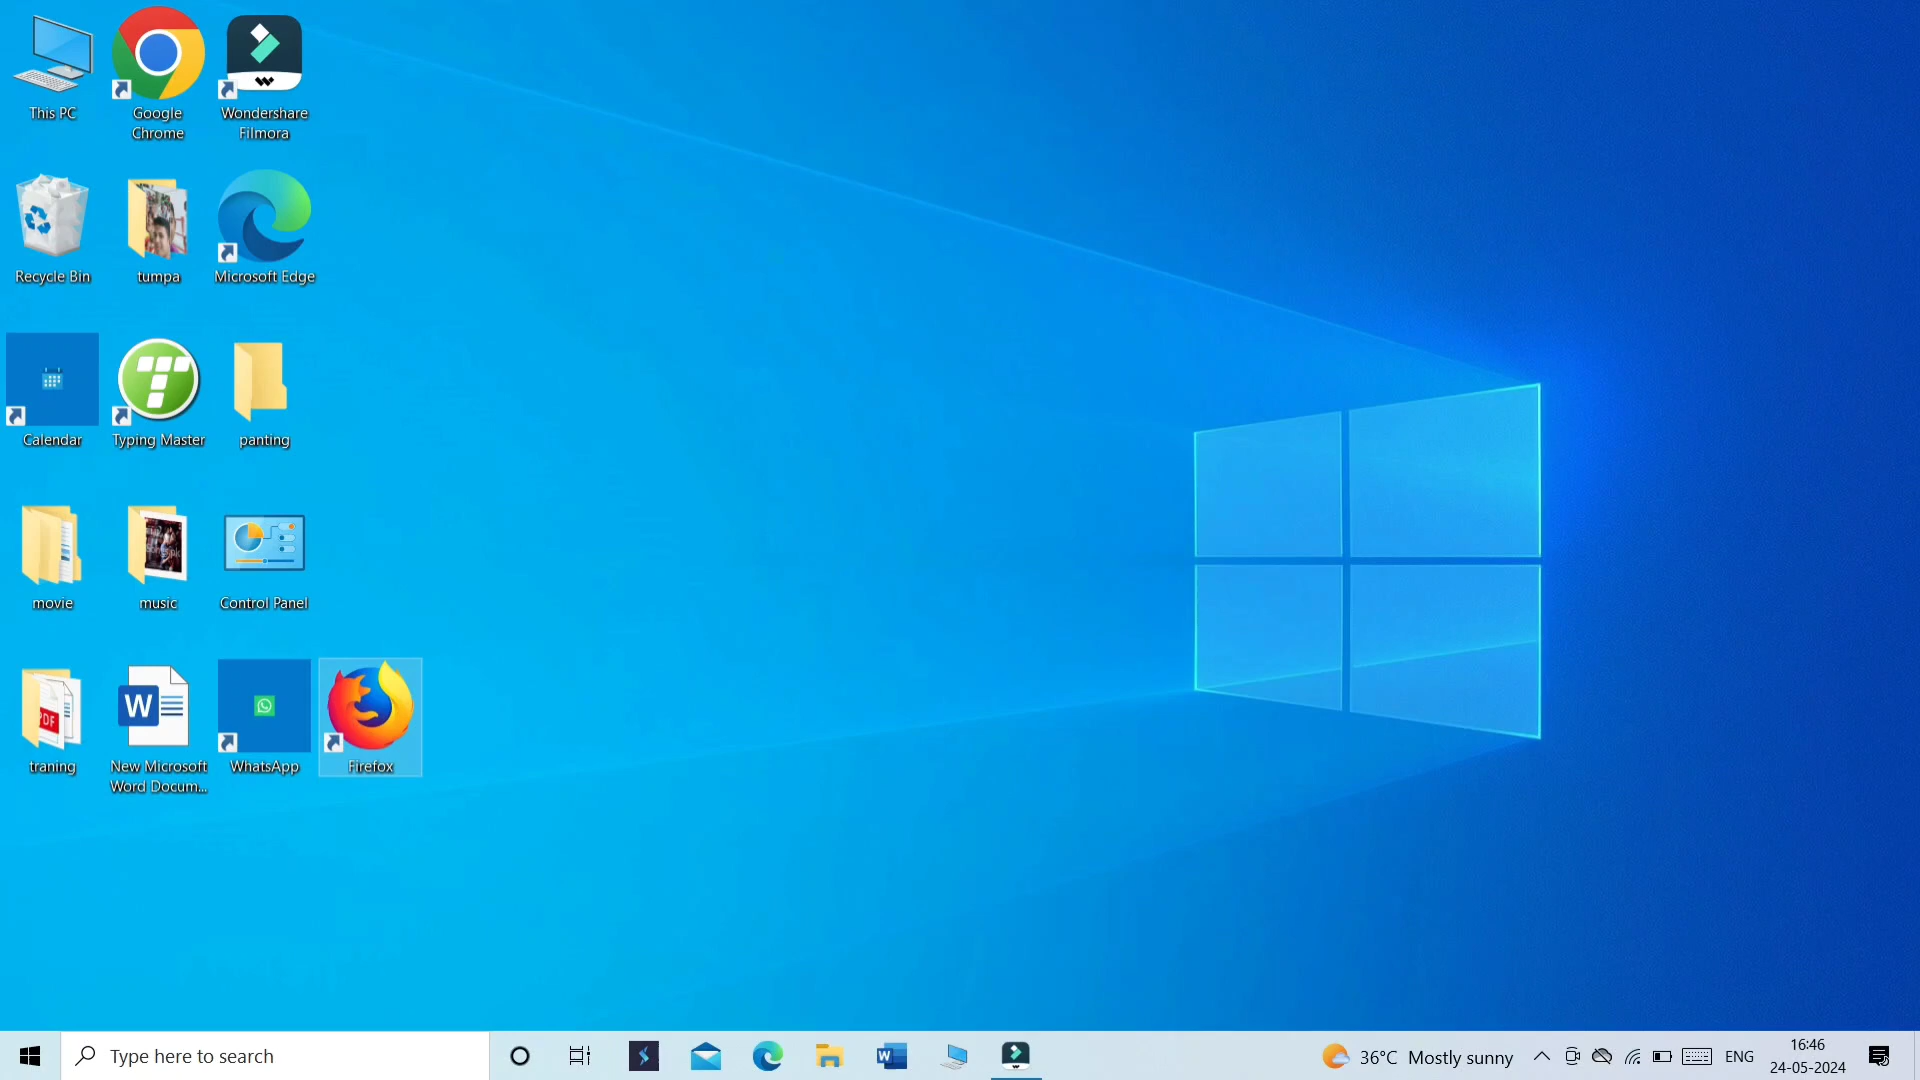 This PC
Google
Chrome
Wondershare
Filmora
Recycle Bin
tumpa
Microsoft Edge
Calendar
Typing Master
panting
movie
music
Control Panel
PDF
traning
W
New Microsoft
Word Docum...
WhatsApp
Firefox
Type here to search
W
36°C Mostly sunny
ENG
16:46
24-05-2024